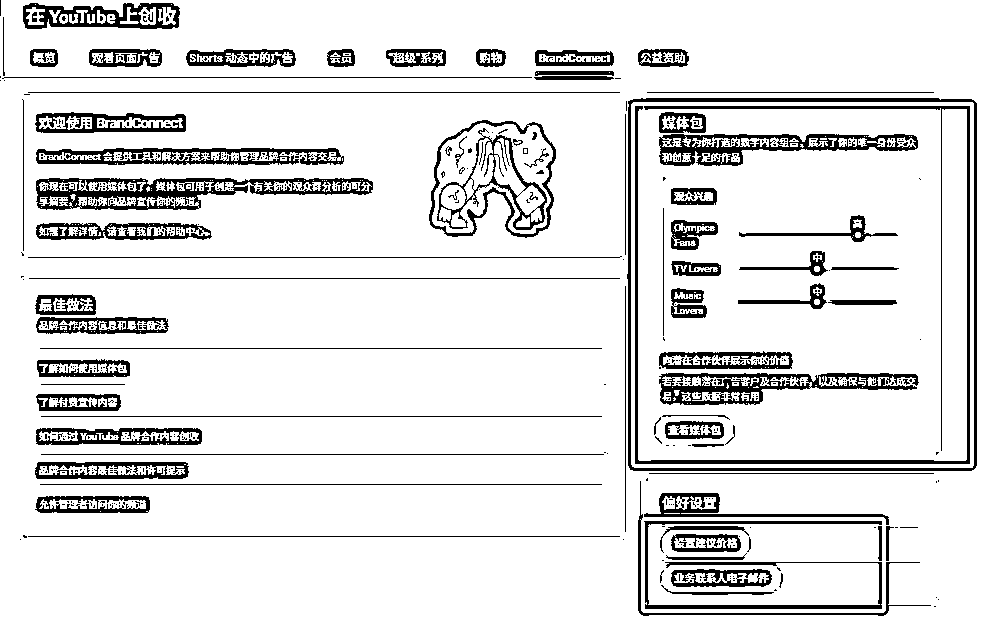 在 YouTube 上创收
概览 观看页面广告 Shorts 动态中的广告 会员 “超级”系列 购物 BrandConnect 公益资助
欢迎使用 BrandConnect
BrandConnect 会提供工具和解决方案来帮助你管理品牌合作内容交易。
你现在可以使用媒体包了。媒体包可用于创建一个有关你的观众群分析的可分
享摘要，帮助你向品牌宣传你的频道。
如需了解详情，请查看我们的帮助中心。
最佳做法
品牌合作内容信息和最佳做法
了解如何使用媒体包
了解付费宣传内容
如何通过 YouTube 品牌合作内容创收
品牌合作内容最佳做法和许可提示
允许管理者访问你的频道
媒体包
这是专为你打造的数字内容组合，展示了你的唯一身份受众
和创意十足的作品
观众兴趣
Olympics
Fans
高
TV Lovers
中
Music
Lovers
中
向潜在合作伙伴展示你的价值
若要接触潜在广告客户及合作伙伴，以及确保与他们达成交
易，这些数据非常有用
查看媒体包
偏好设置
设置建议价格
业务联系人电子邮件